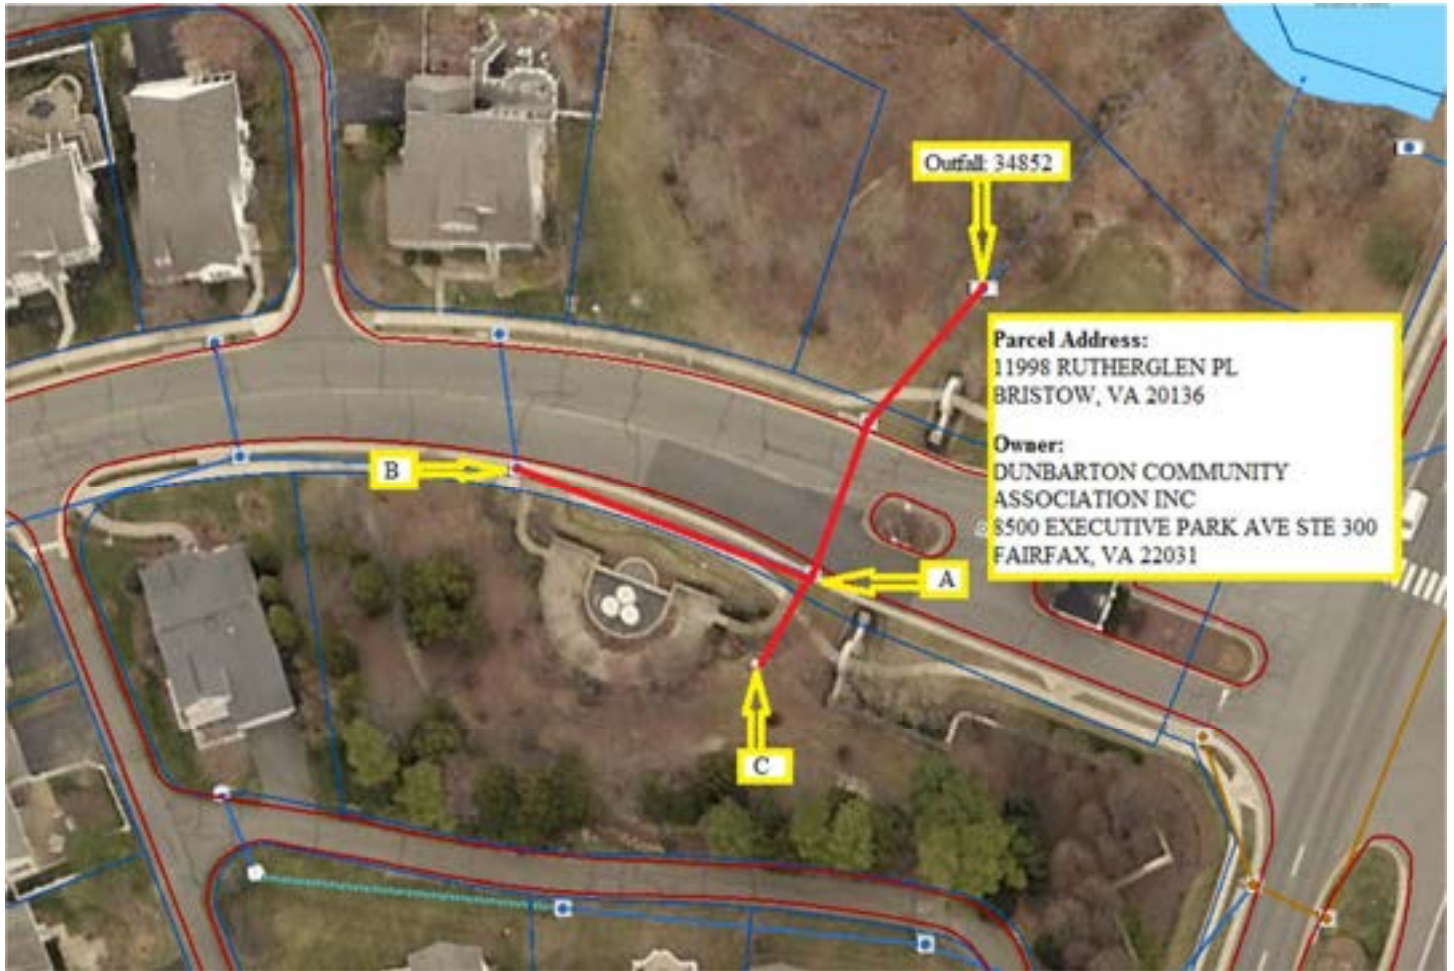 Outfall: 34852
Parcel Address:
11998 RUTHERGLEN PL
BRISTOW, VA 20136
Owner:
DUNBARTON COMMUNITY
ASSOCIATION INC
8500 EXECUTIVE PARK AVE STE 300
FAIRFAX, VA 22031
B
A
C